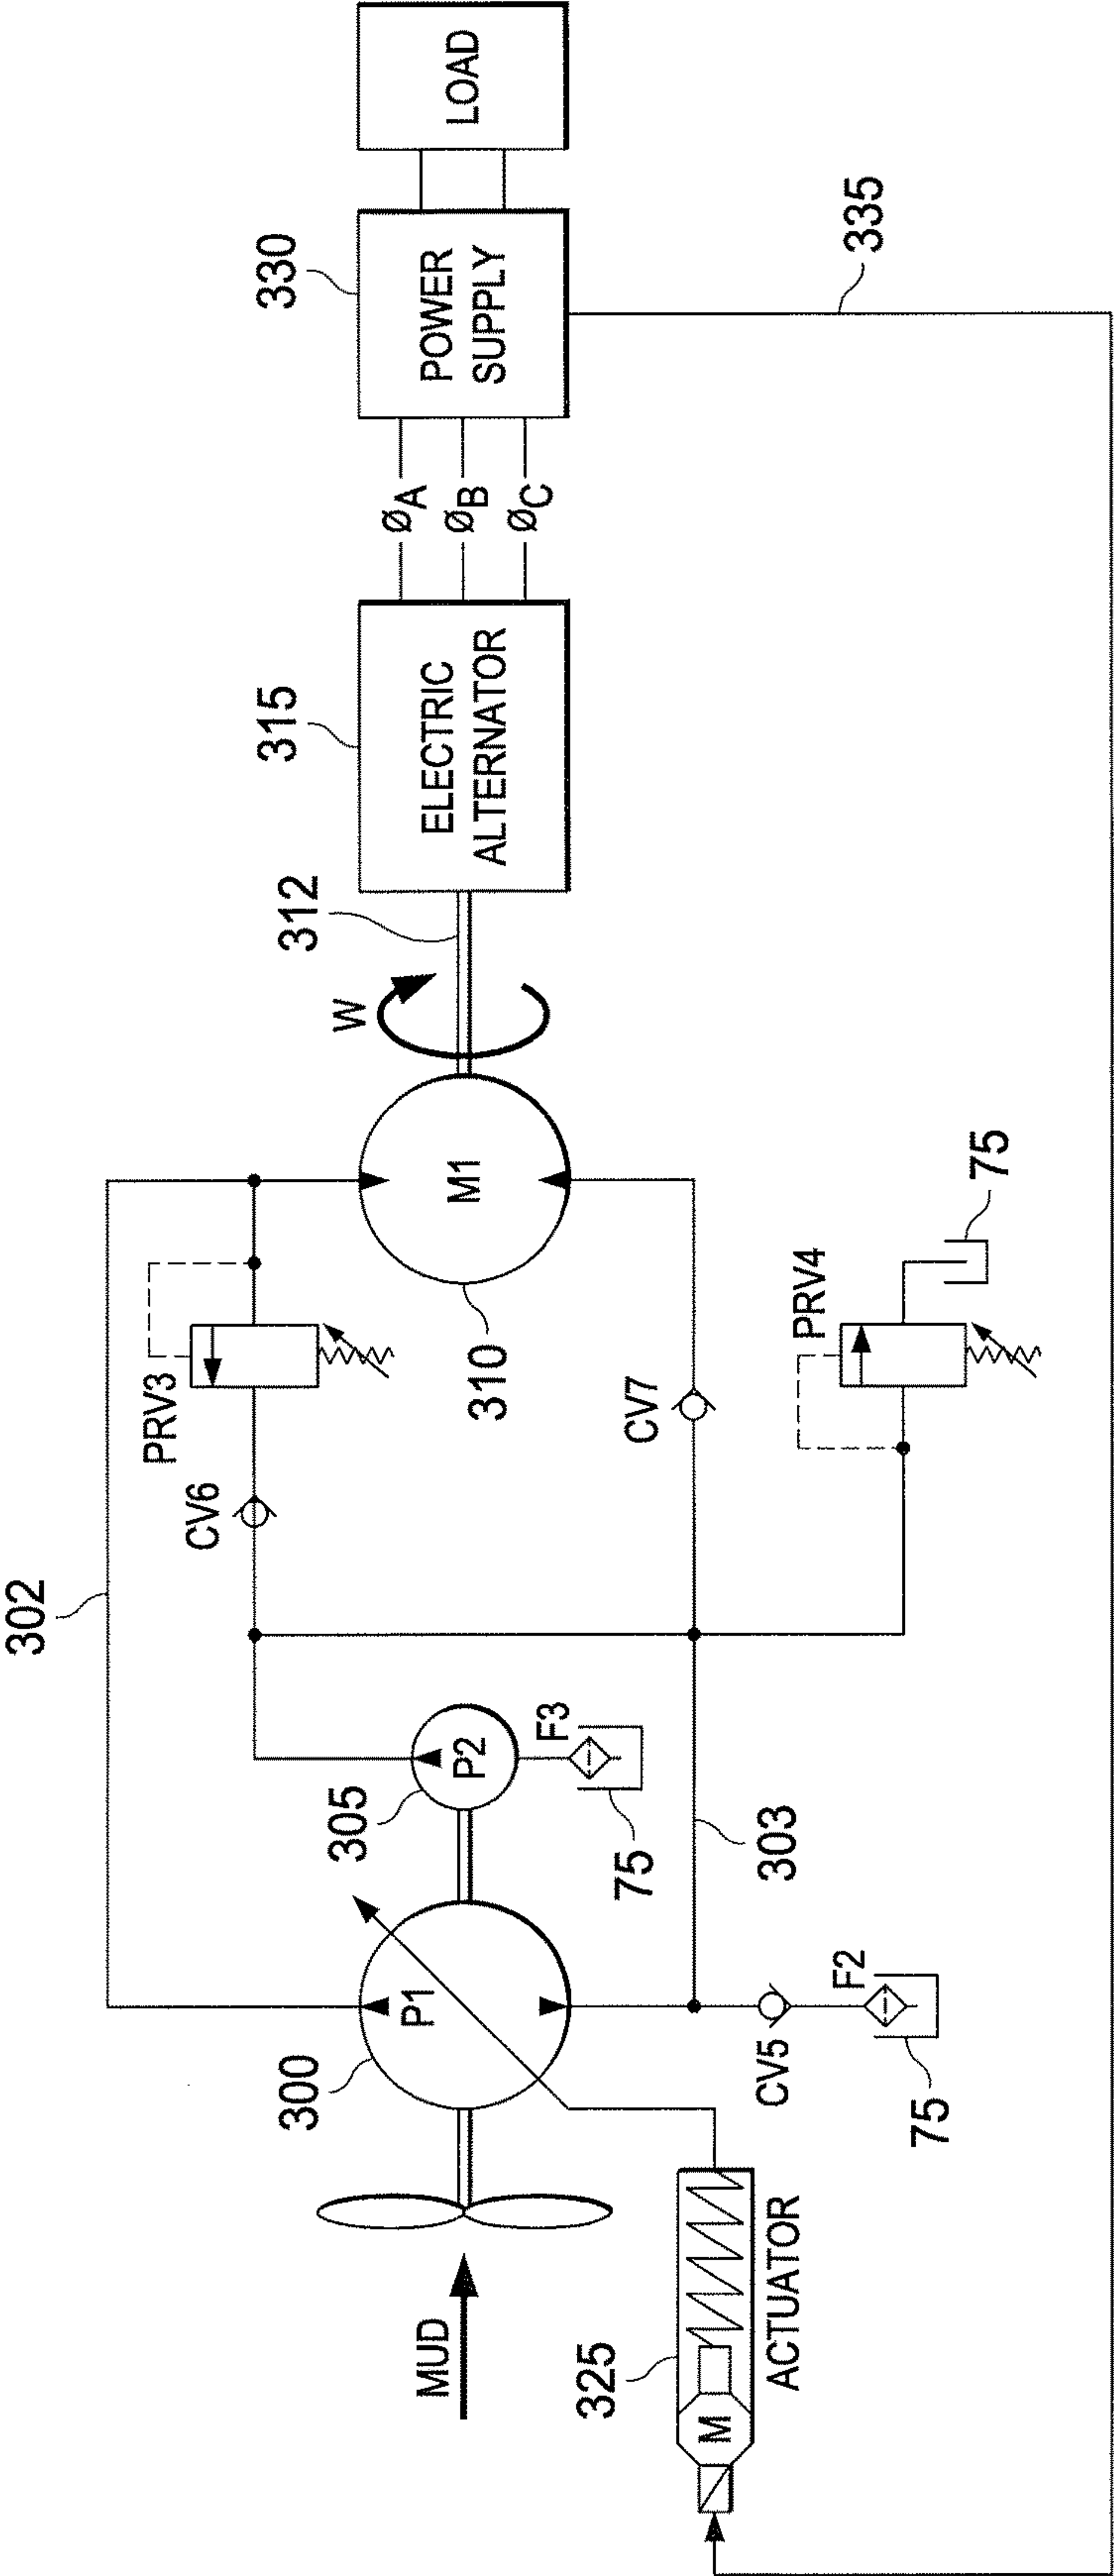 302
PRV3
CV6
W
312
315
ELECTRIC
ALTERNATOR
ØA
ØB
ØC
330
POWER
SUPPLY
LOAD
300
P1
305
P2
F3
75
M1
310
MUD
303
CV7
PRV4
75
335
CV5
F2
75
325
M
ACTUATOR